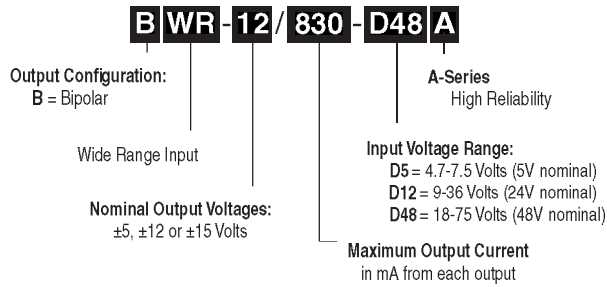 BWR-12/830-D48A
Output Configuration:
B = Bipolar
Wide Range Input
Nominal Output Voltages:
±5, ±12 or ±15 Volts
A-Series
High Reliability
Input Voltage Range:
D5 = 4.7-7.5 Volts (5V nominal)
D12 = 9-36 Volts (24V nominal)
D48 = 18-75 Volts (48V nominal)
Maximum Output Current
in mA from each output